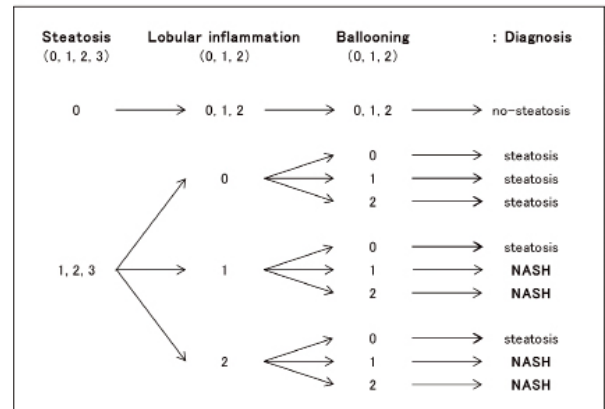 Steatosis Lobular inflammation Ballooning : Diagnosis
(0, 1, 2, 3) (0, 1, 2) (0, 1, 2)
0 0, 1, 2 0, 1, 2 no-steatosis
0 steatosis
0 1 steatosis
2 steatosis
0 steatosis
1, 2, 3 1 1 NASH
2 NASH
0 steatosis
2 1 NASH
2 NASH